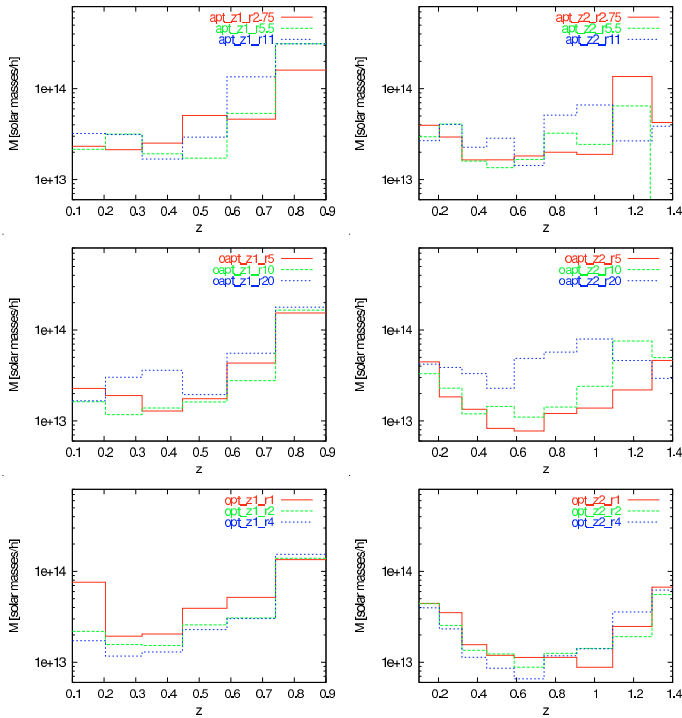 apt_z1_r2.75
apt_z1_r5.5
apt_z1_r11
M [solar masses/h]
1e+14
1e+13
0.1 0.2 0.3 0.4 0.5 0.6 0.7 0.8 0.9
z
apt_z2_r2.75
apt_z2_r5.5
apt_z2_r11
M [solar masses/h]
1e+14
1e+13
0.2 0.4 0.6 0.8 1 1.2 1.4
z
oapt_z1_r5
oapt_z1_r10
oapt_z1_r20
M [solar masses/h]
1e+14
1e+13
0.1 0.2 0.3 0.4 0.5 0.6 0.7 0.8 0.9
z
oapt_z2_r5
oapt_z2_r10
oapt_z2_r20
M [solar masses/h]
1e+14
1e+13
0.2 0.4 0.6 0.8 1 1.2 1.4
z
opt_z1_r1
opt_z1_r2
opt_z1_r4
M [solar masses/h]
1e+14
1e+13
0.1 0.2 0.3 0.4 0.5 0.6 0.7 0.8 0.9
z
opt_z2_r1
opt_z2_r2
opt_z2_r4
M [solar masses/h]
1e+14
1e+13
0.2 0.4 0.6 0.8 1 1.2 1.4
z